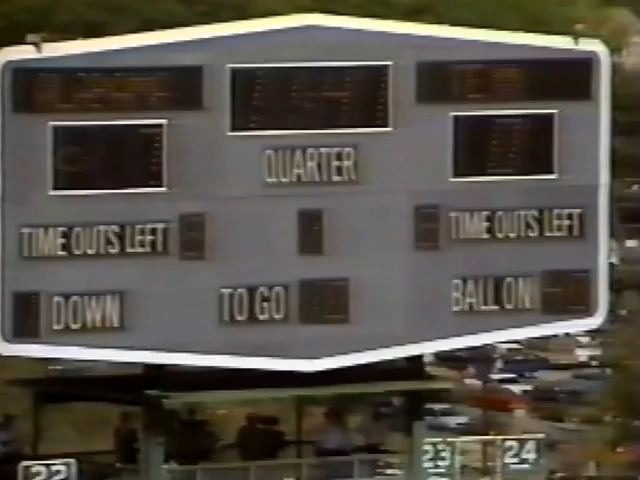 QUARTER
TIME OUTS LEFT TIME OUTS LEFT
DOWN TO GO BALL ON
22 23 24